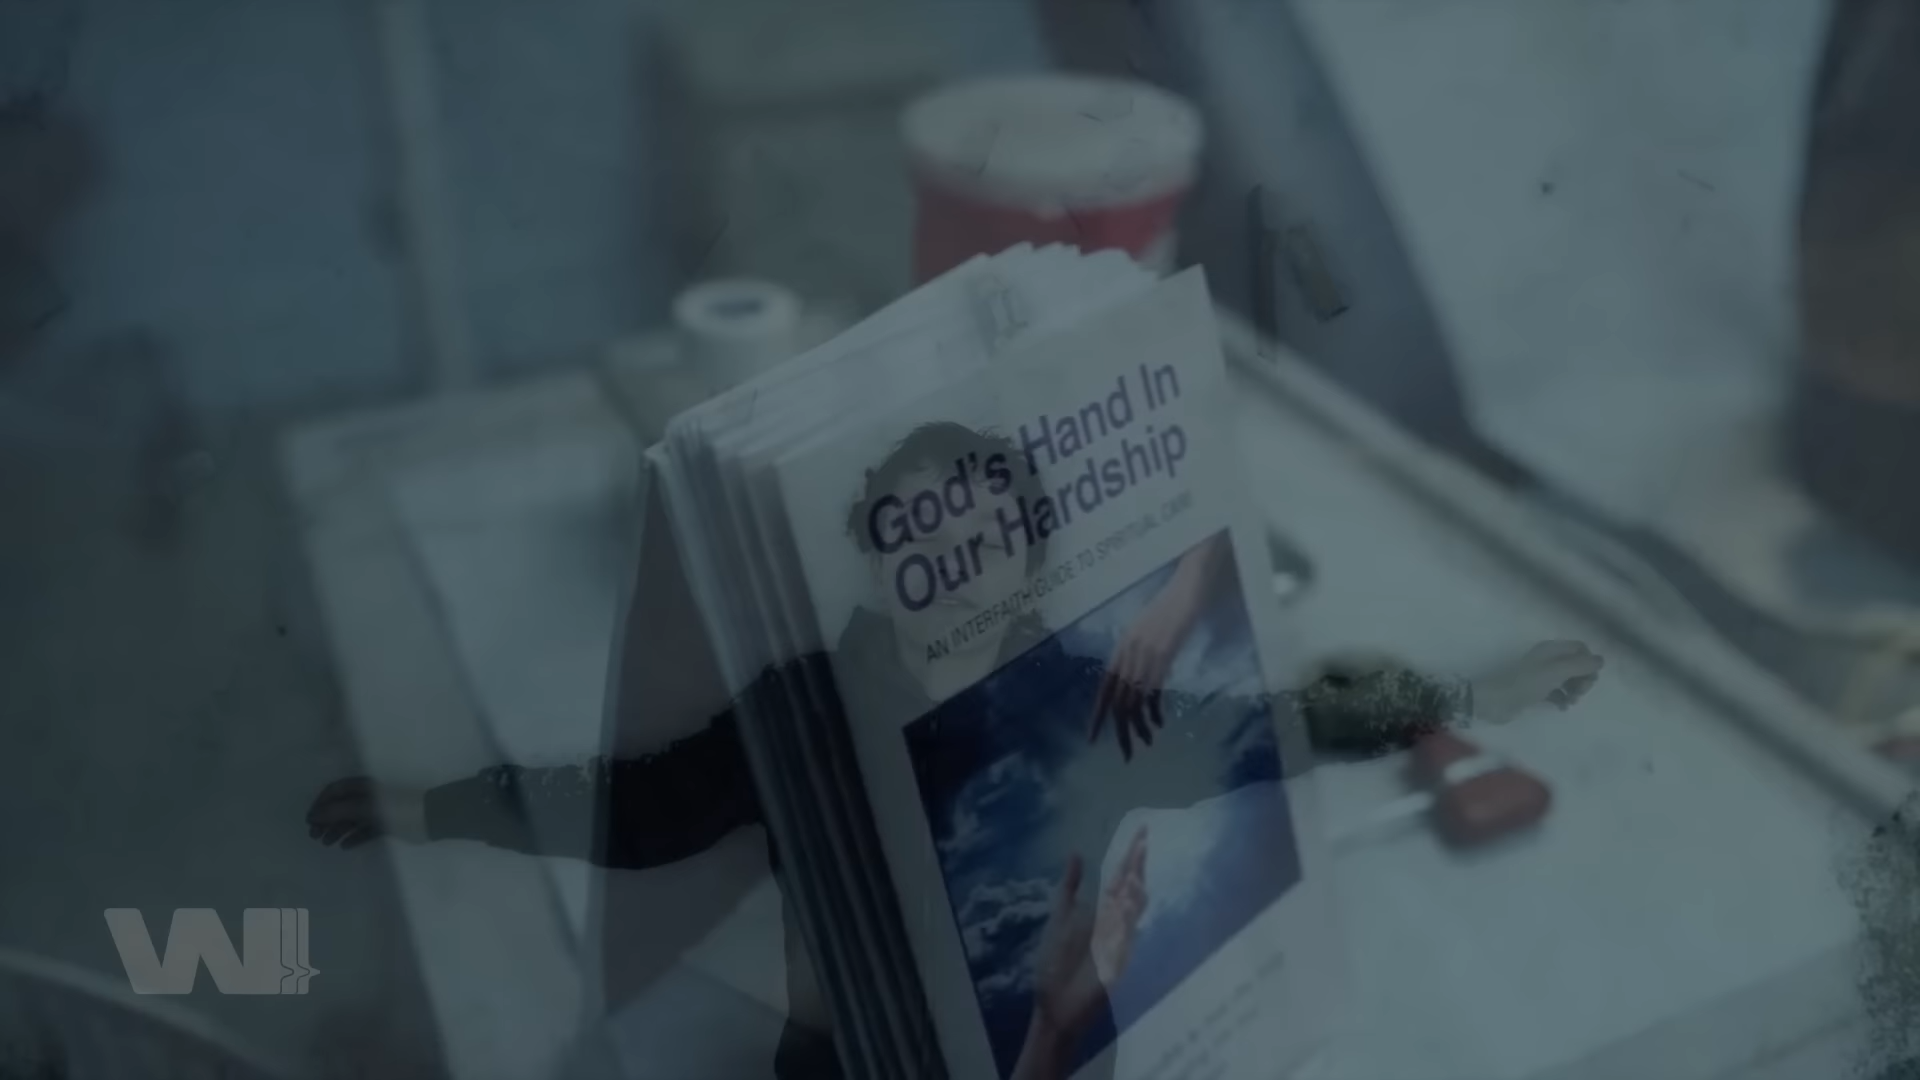 God's Hand In
Our Hardship
AN INTERFAITH GUIDE TO SPIRITUAL CARE